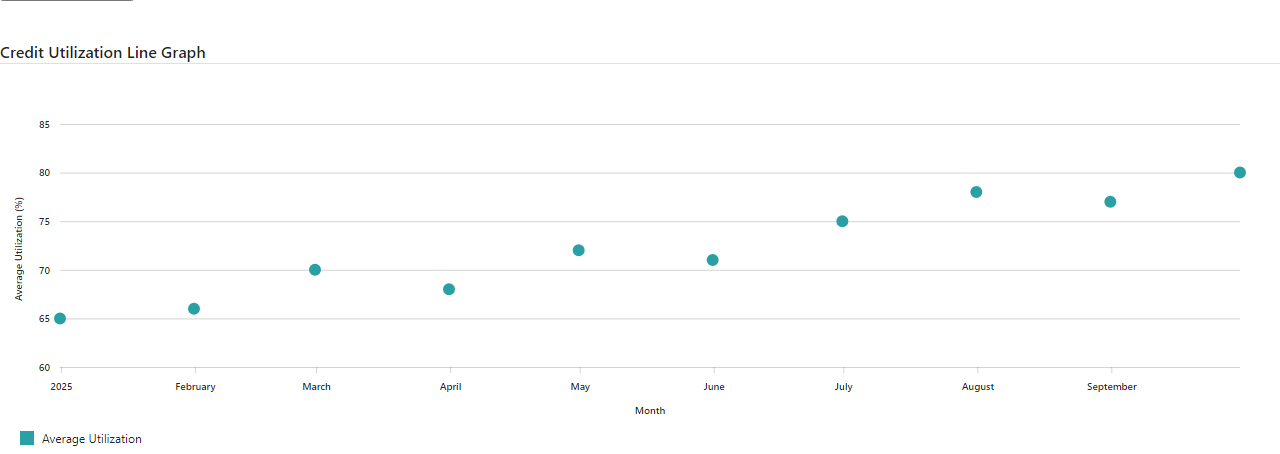 Credit Utilization Line Graph
85
80
75
70
65
60
Average Utilization (%)
2025 February March April May June July August September
Month
Average Utilization